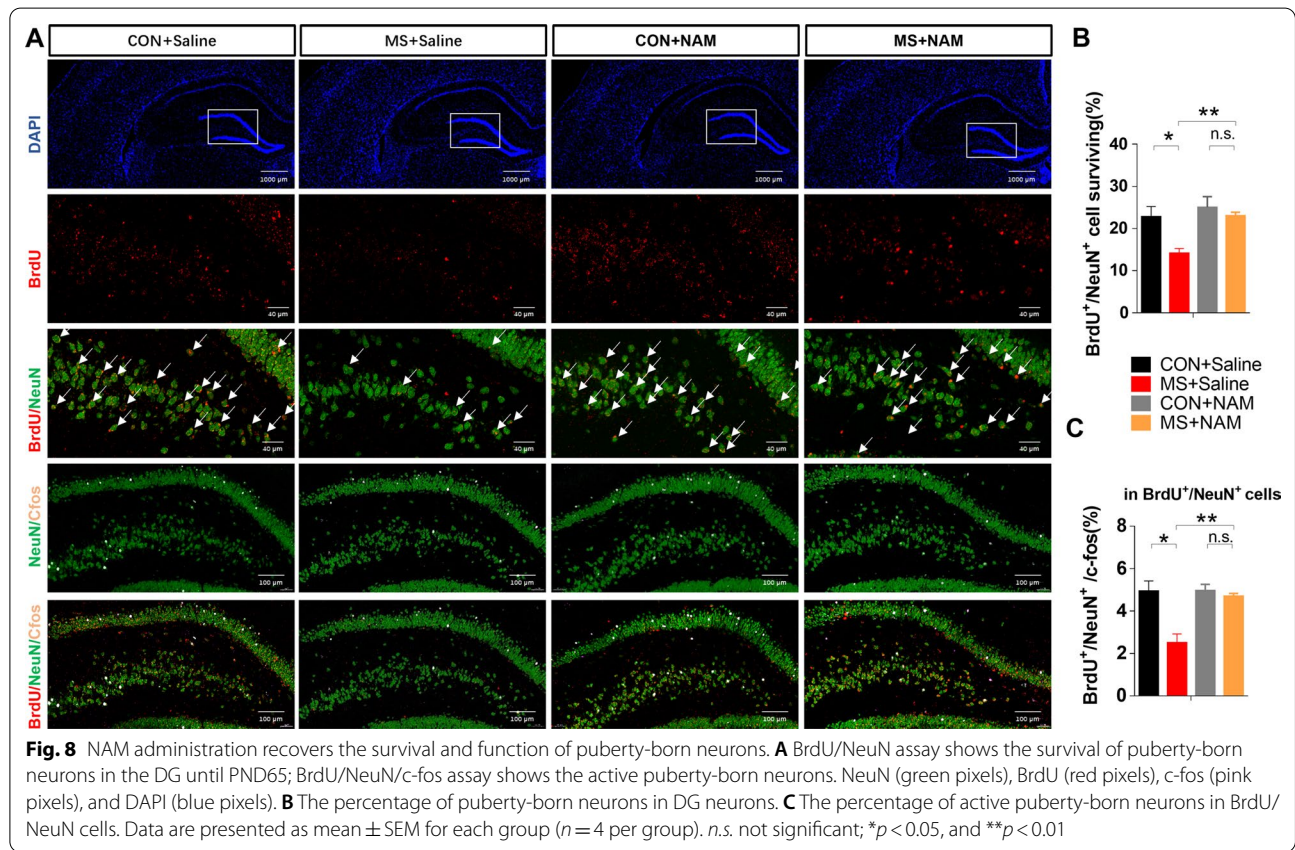 A
CON+Saline
MS+Saline
CON+NAM
MS+NAM
DAPI
1000 µm
1000 µm
1000 µm
1000 µm
BrdU
40 µm
40 µm
40 µm
40 µm
BrdU/NeuN
40 µm
40 µm
40 µm
40 µm
NeuN/Cfos
100 µm
100 µm
100 µm
100 µm
BrdU/NeuN/Cfos
100 µm
100 µm
100 µm
100 µm
B
BrdU⁺/NeuN⁺ cell surviving(%)
40
30
20
10
0
*
**
n.s.
CON+Saline
MS+Saline
CON+NAM
MS+NAM
C
in BrdU⁺/NeuN⁺ cells
BrdU⁺/NeuN⁺ /c-fos(%)
8
6
4
2
0
*
**
n.s.
Fig. 8 NAM administration recovers the survival and function of puberty-born neurons. A BrdU/NeuN assay shows the survival of puberty-born
neurons in the DG until PND65; BrdU/NeuN/c-fos assay shows the active puberty-born neurons. NeuN (green pixels), BrdU (red pixels), c-fos (pink
pixels), and DAPI (blue pixels). B The percentage of puberty-born neurons in DG neurons. C The percentage of active puberty-born neurons in BrdU/
NeuN cells. Data are presented as mean ± SEM for each group (n = 4 per group). n.s. not significant; *p < 0.05, and **p < 0.01